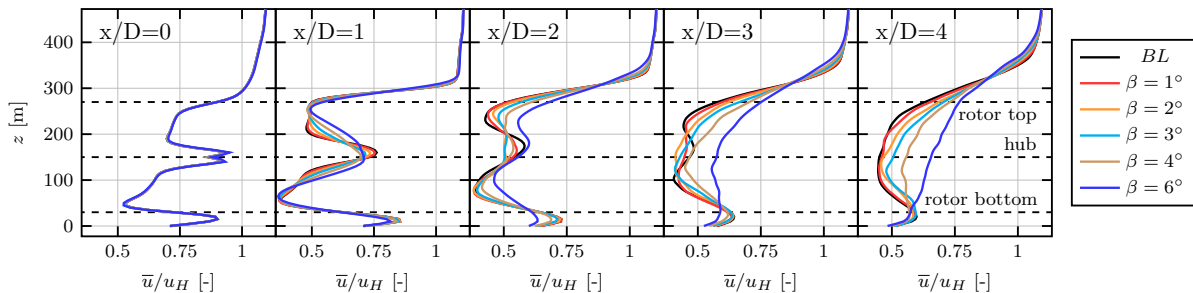 x/D=0 x/D=1 x/D=2 x/D=3 x/D=4
400
300
200
100
0
z [m]
rotor top
hub
rotor bottom
0.5 0.75 1 0.5 0.75 1 0.5 0.75 1 0.5 0.75 1 0.5 0.75 1
u̅/u_H [-] u̅/u_H [-] u̅/u_H [-] u̅/u_H [-] u̅/u_H [-]
BL
β = 1°
β = 2°
β = 3°
β = 4°
β = 6°